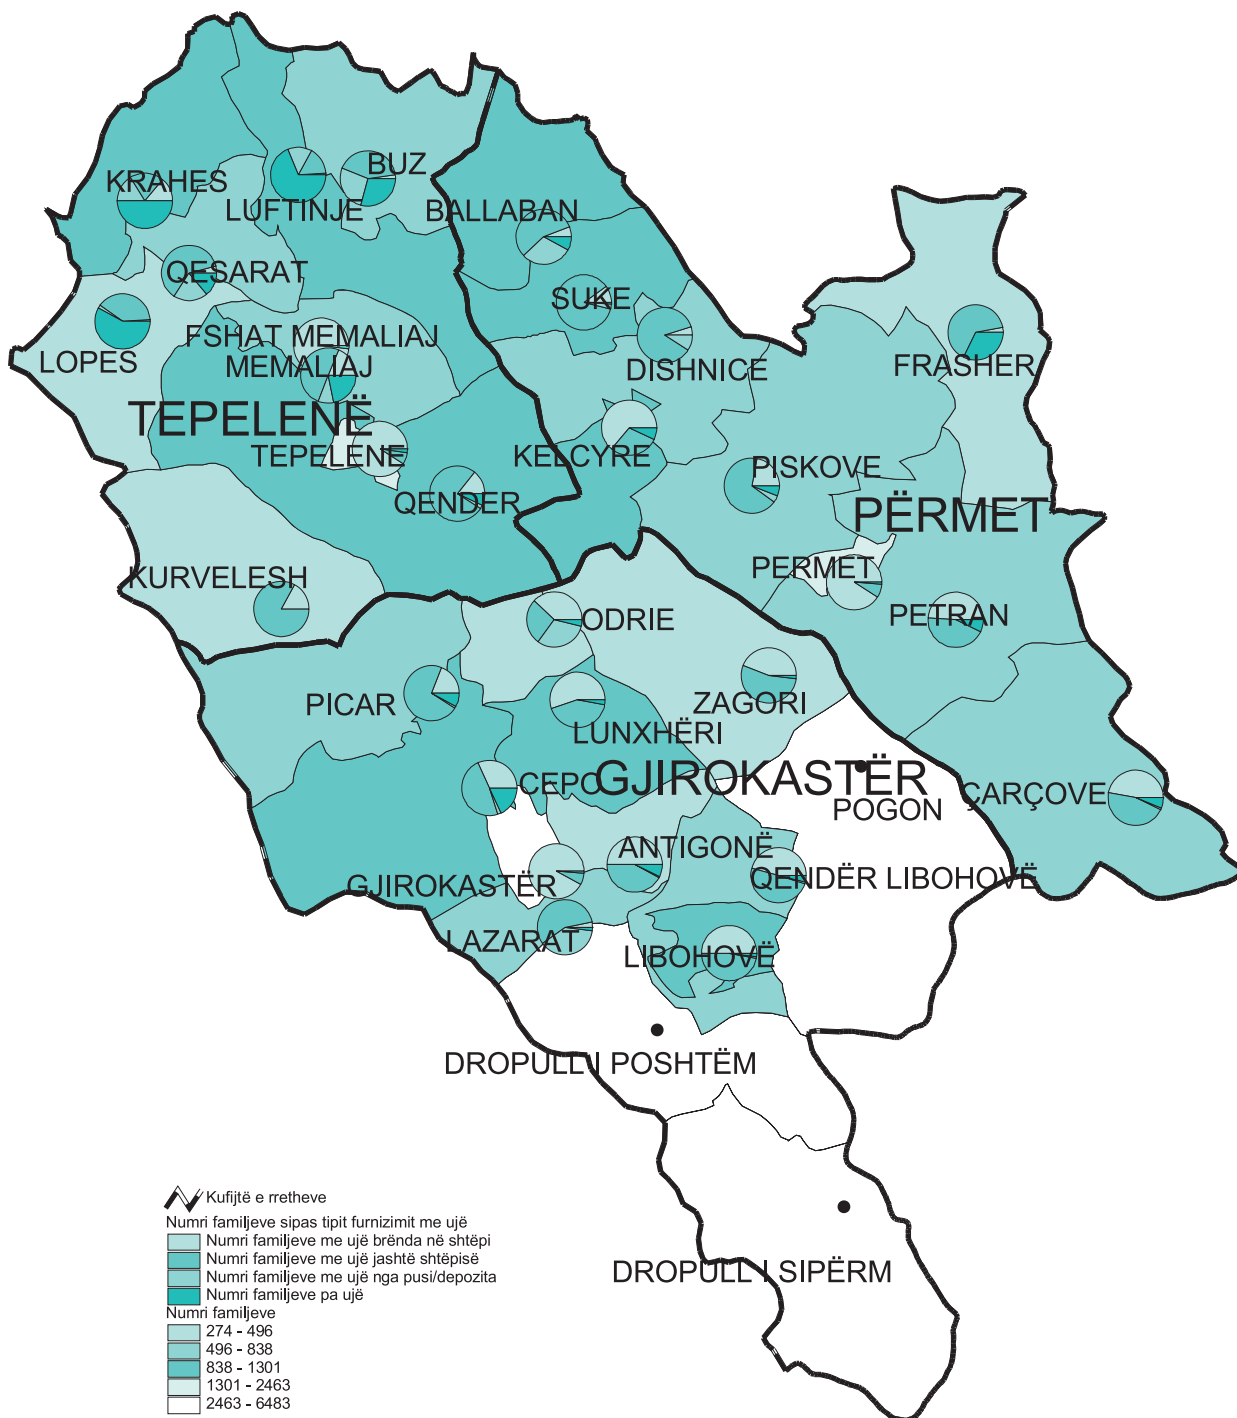 BUZ
KRAHES
LUFTINJE
BALLABAN
QESARAT
SUKE
FSHAT MEMALIAJ
LOPES
MEMALIAJ
DISHNICE
FRASHER
TEPELENË
TEPELENE
KELCYRE
PISKOVE
QENDER
PËRMET
PERMET
KURVELESH
PETRAN
ODRIE
PICAR
ZAGORI
LUNXHËRI
CEPO
GJIROKASTËR
ÇARÇOVE
POGON
ANTIGONË
GJIROKASTËR
QENDËR LIBOHOVË
LAZARAT
LIBOHOVË
DROPULL I POSHTËM
DROPULL I SIPËRM
Kufijtë e rretheve
Numri familjeve sipas tipit furnizimit me ujë
Numri familjeve me ujë brënda në shtëpi
Numri familjeve me ujë jashtë shtëpisë
Numri familjeve me ujë nga pusi/depozita
Numri familjeve pa ujë
Numri familjeve
274 - 496
496 - 838
838 - 1301
1301 - 2463
2463 - 6483